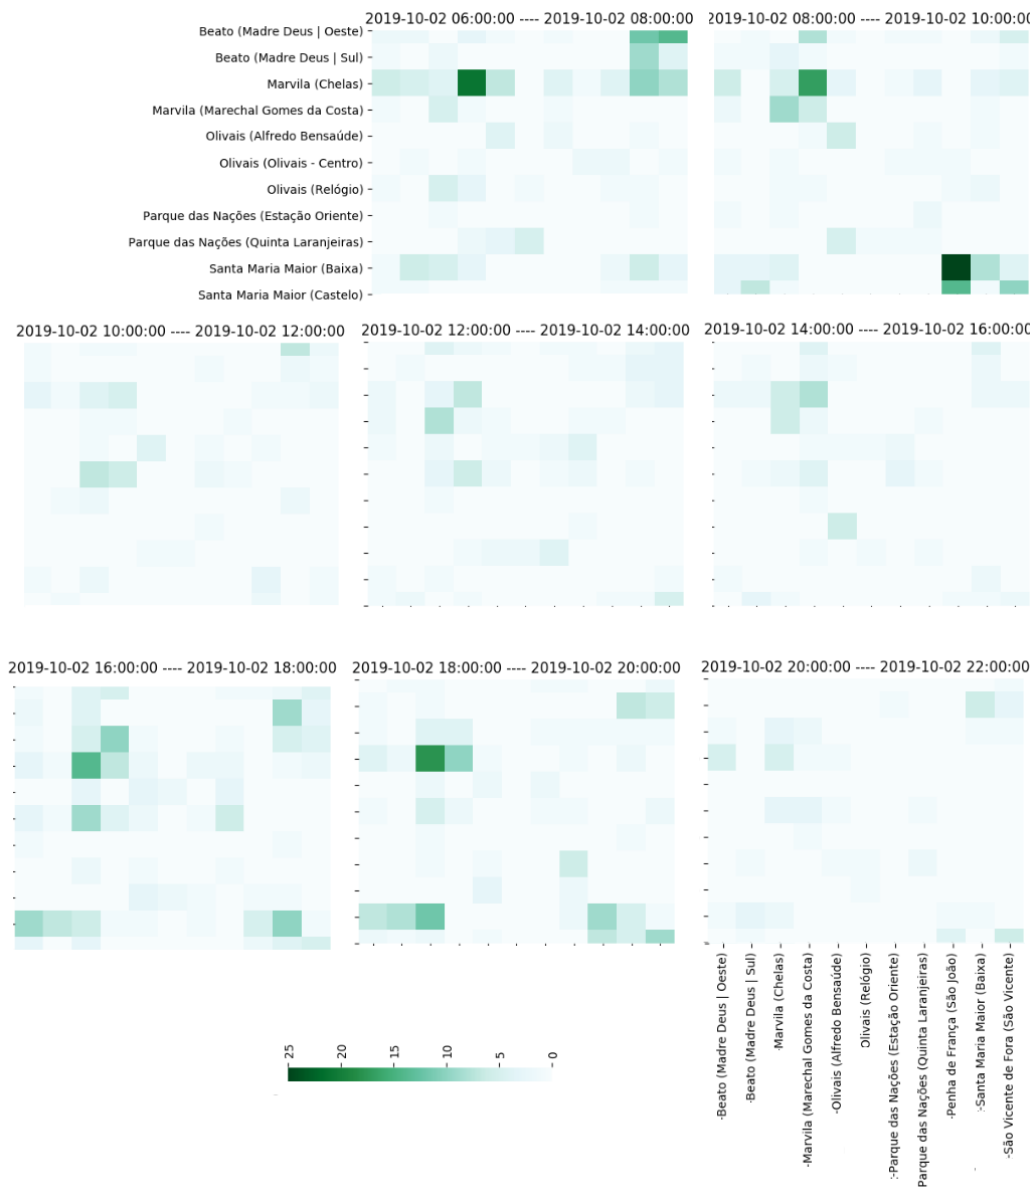 2019-10-02 06:00:00 ---- 2019-10-02 08:00:00
2019-10-02 08:00:00 ---- 2019-10-02 10:00:00
Beato (Madre Deus | Oeste)
Beato (Madre Deus | Sul)
Marvila (Chelas)
Marvila (Marechal Gomes da Costa)
Olivais (Alfredo Bensaúde)
Olivais (Olivais - Centro)
Olivais (Relógio)
Parque das Nações (Estação Oriente)
Parque das Nações (Quinta Laranjeiras)
Santa Maria Maior (Baixa)
Santa Maria Maior (Castelo)
2019-10-02 10:00:00 ---- 2019-10-02 12:00:00
2019-10-02 12:00:00 ---- 2019-10-02 14:00:00
2019-10-02 14:00:00 ---- 2019-10-02 16:00:00
2019-10-02 16:00:00 ---- 2019-10-02 18:00:00
2019-10-02 18:00:00 ---- 2019-10-02 20:00:00
2019-10-02 20:00:00 ---- 2019-10-02 22:00:00
Beato (Madre Deus | Oeste)
Beato (Madre Deus | Sul)
Marvila (Chelas)
Marvila (Marechal Gomes da Costa)
Olivais (Alfredo Bensaúde)
Olivais (Relógio)
Parque das Nações (Estação Oriente)
Parque das Nações (Quinta Laranjeiras)
Penha de França (São João)
Santa Maria Maior (Baixa)
São Vicente de Fora (São Vicente)
25
20
15
10
5
0